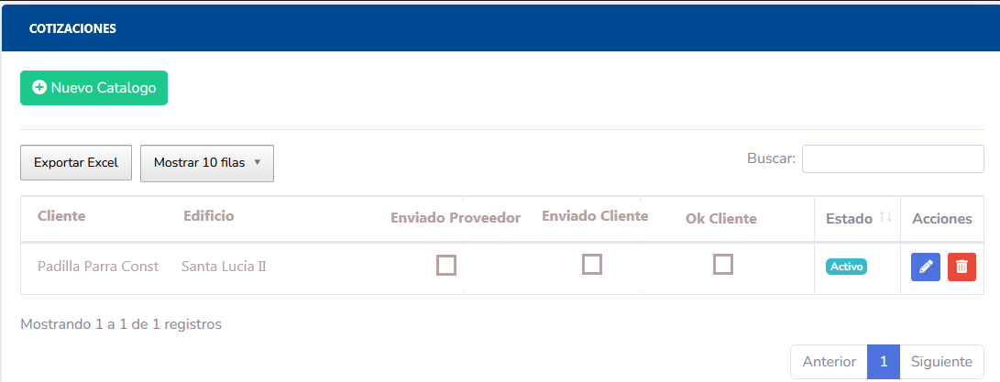 COTIZACIONES
Nuevo Catalogo
Exportar Excel Mostrar 10 filas Buscar:
Cliente Edificio Enviado Proveedor Enviado Cliente Ok Cliente Estado Acciones
Padilla Parra Const Santa Lucia II Activo
Mostrando 1 a 1 de 1 registros
Anterior 1 Siguiente